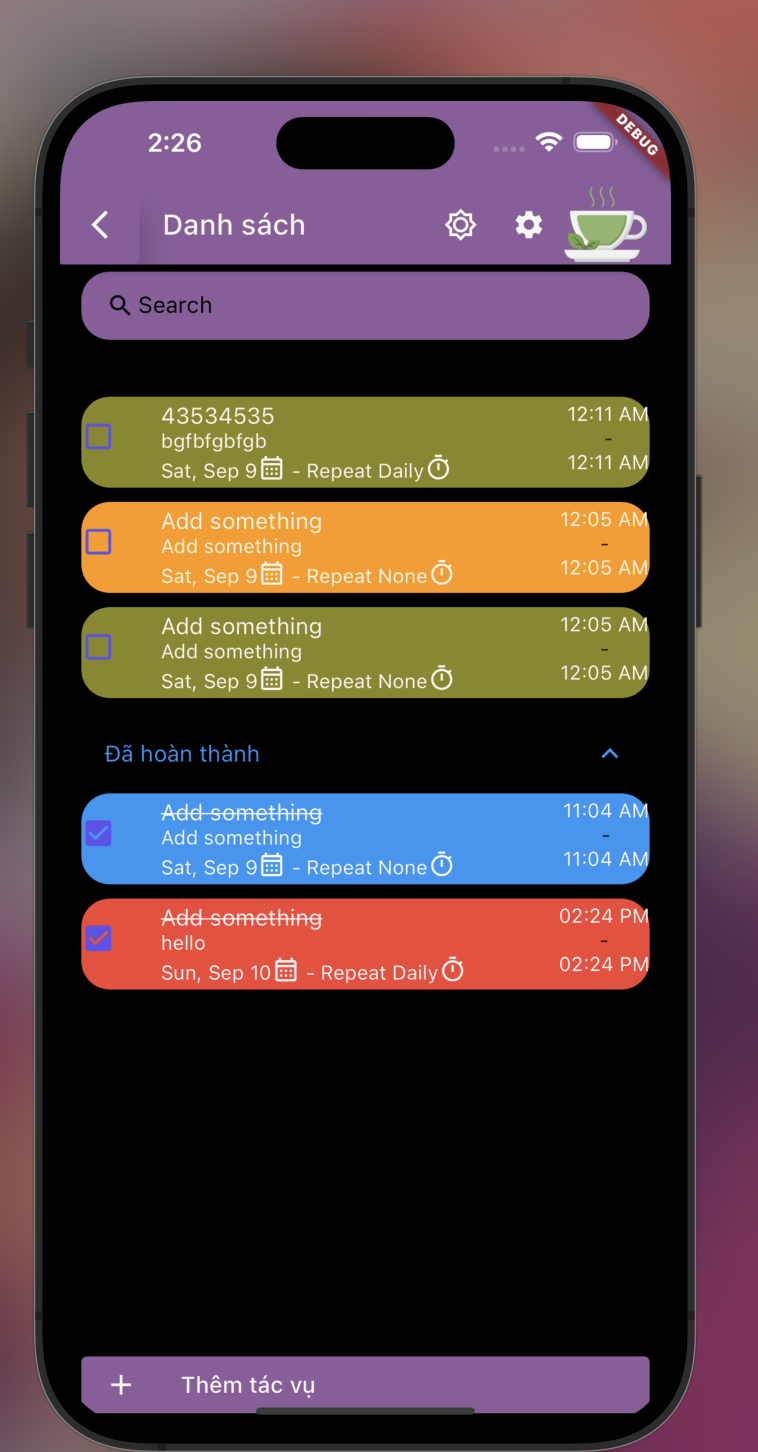 2:26
DEBUG
Danh sách
Search
43534535
12:11 AM
bgfbfgbfgb
-
Sat, Sep 9 - Repeat Daily
12:11 AM
Add something
12:05 AM
Add something
-
Sat, Sep 9 - Repeat None
12:05 AM
Add something
12:05 AM
Add something
-
Sat, Sep 9 - Repeat None
12:05 AM
Đã hoàn thành
Add something
11:04 AM
Add something
-
Sat, Sep 9 - Repeat None
11:04 AM
Add something
02:24 PM
hello
-
Sun, Sep 10 - Repeat Daily
02:24 PM
+ Thêm tác vụ